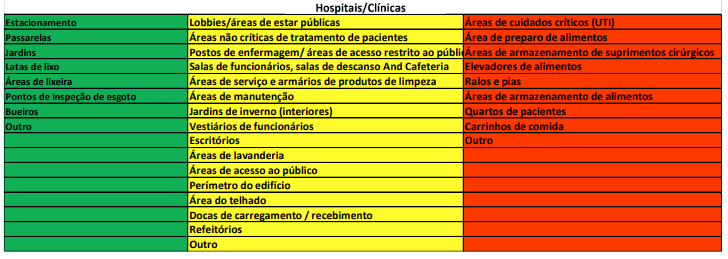 Hospitais/Clínicas
Estacionamento Lobbies/áreas de estar públicas Áreas de cuidados críticos (UTI)
Passarelas Áreas não críticas de tratamento de pacientes Área de preparo de alimentos
Jardins Postos de enfermagem/ áreas de acesso restrito ao públi Áreas de armazenamento de suprimentos cirúrgicos
Latas de lixo Salas de funcionários, salas de descanso And Cafeteria Elevadores de alimentos
Áreas de lixeira Áreas de serviço e armários de produtos de limpeza Ralos e pias
Pontos de inspeção de esgoto Áreas de manutenção Áreas de armazenamento de alimentos
Bueiros Jardins de inverno (interiores) Quartos de pacientes
Outro Vestiários de funcionários Carrinhos de comida
Escritórios Outro
Áreas de lavanderia
Áreas de acesso ao público
Perímetro do edifício
Área do telhado
Docas de carregamento / recebimento
Refeitórios
Outro